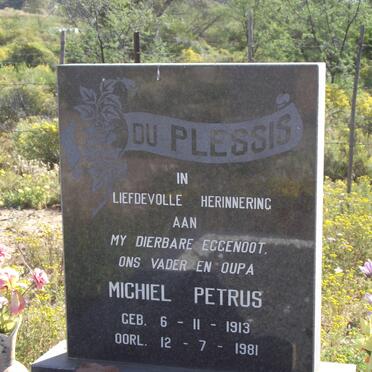 DU PLESSIS
IN
LIEFDEVOLLE HERINNERING
AAN
MY DIERBARE EGGENOOT,
ONS VADER EN OUPA
MICHIEL PETRUS
GEB. 6 - 11 - 1913
OORL. 12 - 7 - 1981